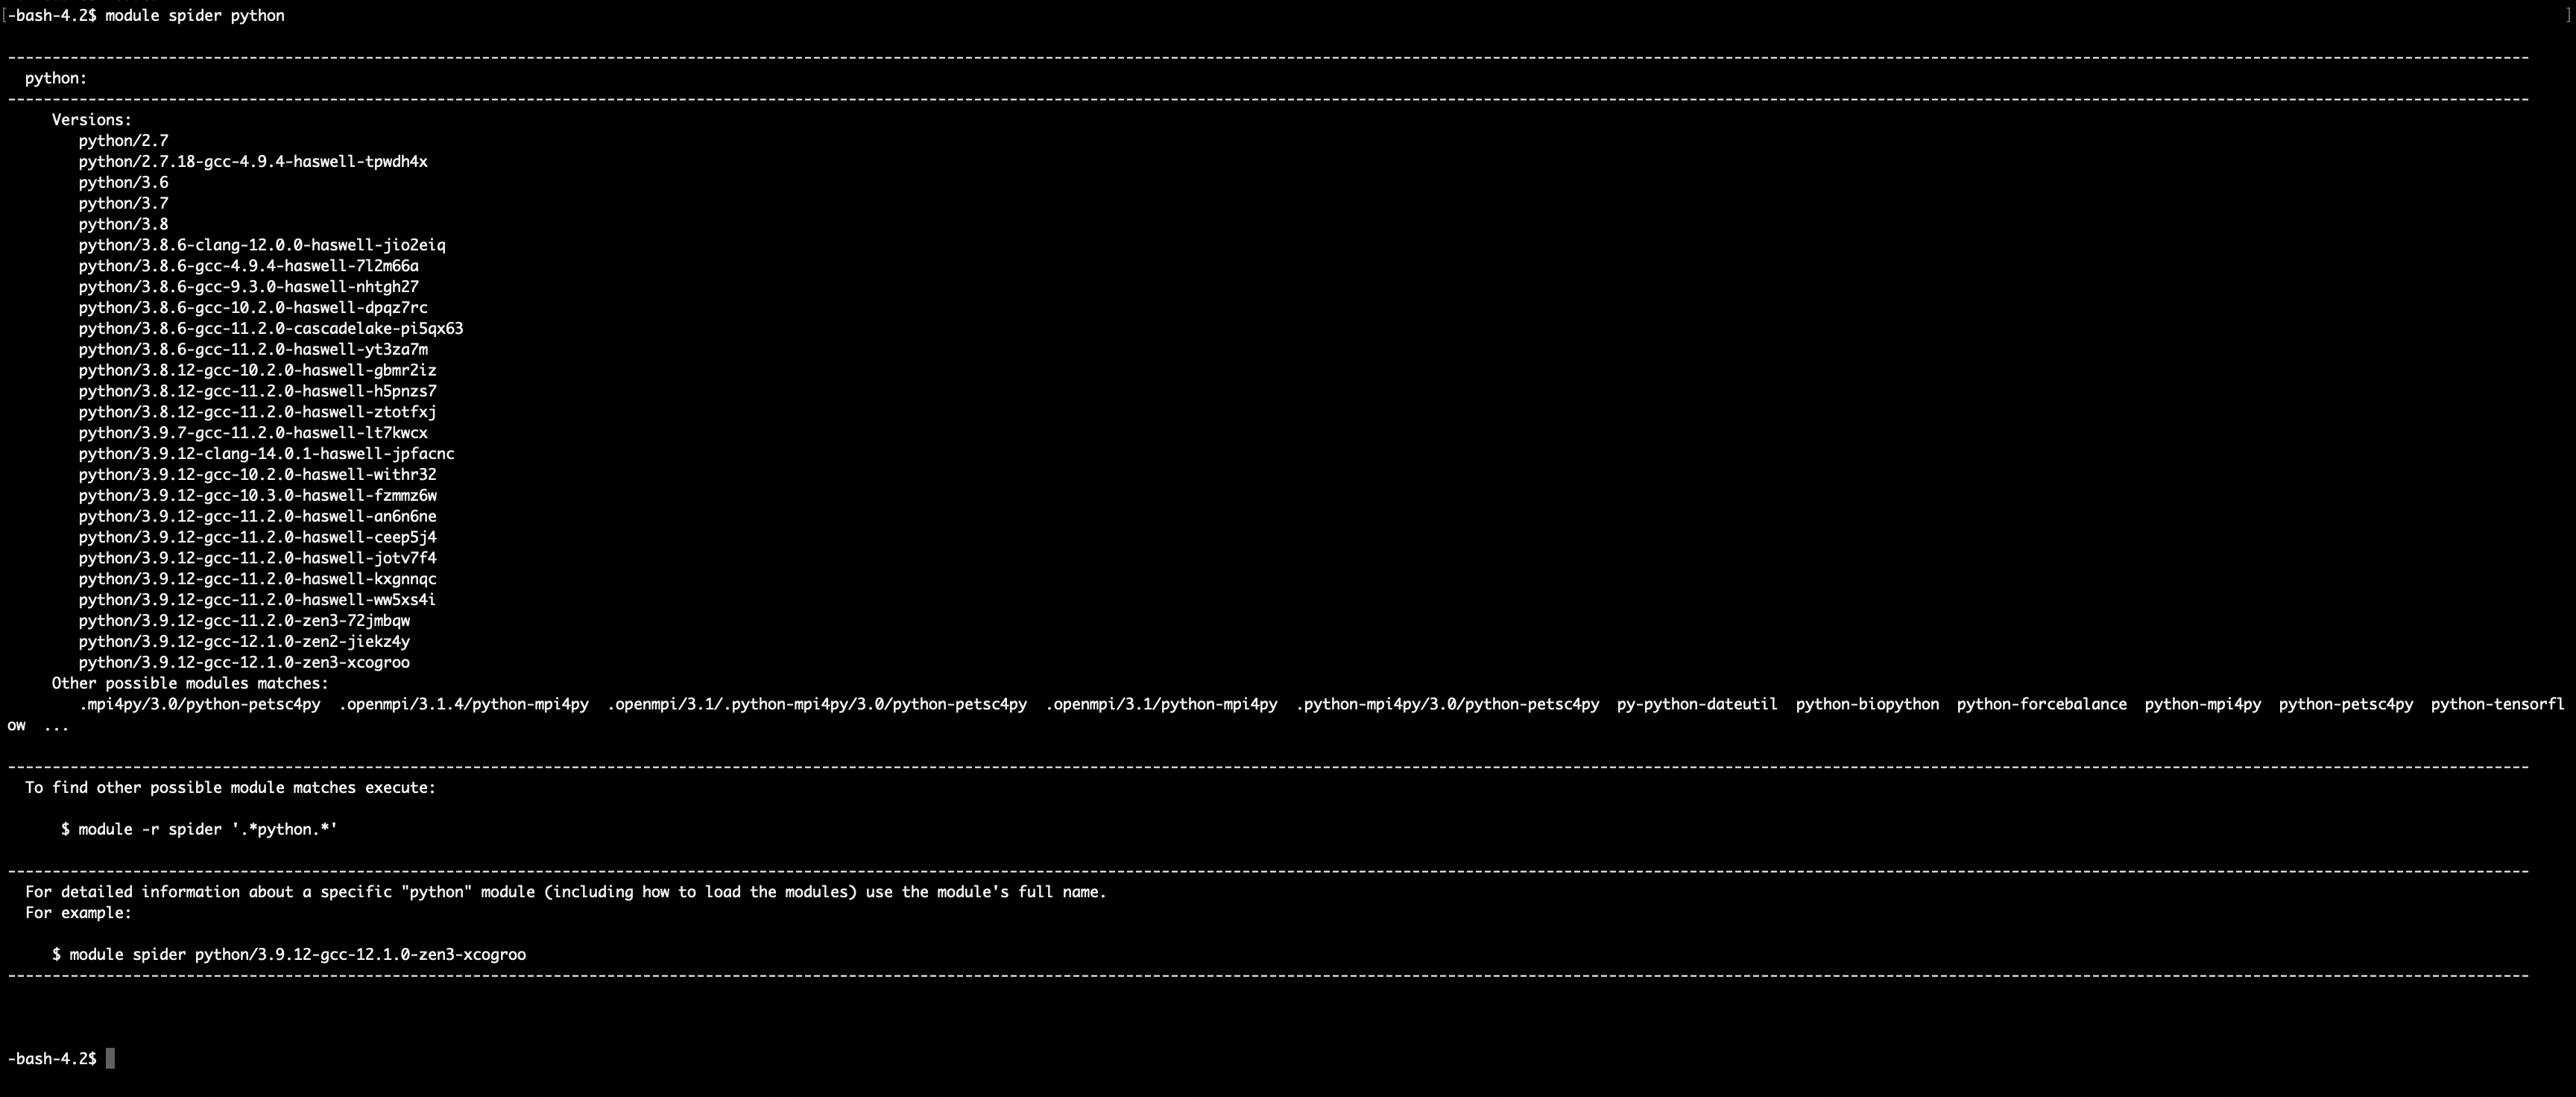 [-bash-4.2$ module spider python ]
--------------------------------------------------------------------------------------------------------------------------------------------------------------------------------------------------------------------------------------------------------------------------------------------
  python:
--------------------------------------------------------------------------------------------------------------------------------------------------------------------------------------------------------------------------------------------------------------------------------------------
     Versions:
        python/2.7
        python/2.7.18-gcc-4.9.4-haswell-tpwdh4x
        python/3.6
        python/3.7
        python/3.8
        python/3.8.6-clang-12.0.0-haswell-jio2eiq
        python/3.8.6-gcc-4.9.4-haswell-7l2m66a
        python/3.8.6-gcc-9.3.0-haswell-nhtgh27
        python/3.8.6-gcc-10.2.0-haswell-dpqz7rc
        python/3.8.6-gcc-11.2.0-cascadelake-pi5qx63
        python/3.8.6-gcc-11.2.0-haswell-yt3za7m
        python/3.8.12-gcc-10.2.0-haswell-gbmr2iz
        python/3.8.12-gcc-11.2.0-haswell-h5pnzs7
        python/3.8.12-gcc-11.2.0-haswell-ztotfxj
        python/3.9.7-gcc-11.2.0-haswell-lt7kwcx
        python/3.9.12-clang-14.0.1-haswell-jpfacnc
        python/3.9.12-gcc-10.2.0-haswell-withr32
        python/3.9.12-gcc-10.3.0-haswell-fzmmz6w
        python/3.9.12-gcc-11.2.0-haswell-an6n6ne
        python/3.9.12-gcc-11.2.0-haswell-ceep5j4
        python/3.9.12-gcc-11.2.0-haswell-jotv7f4
        python/3.9.12-gcc-11.2.0-haswell-kxgnnqc
        python/3.9.12-gcc-11.2.0-haswell-ww5xs4i
        python/3.9.12-gcc-11.2.0-zen3-72jmbqw
        python/3.9.12-gcc-12.1.0-zen2-jiekz4y
        python/3.9.12-gcc-12.1.0-zen3-xcogroo
     Other possible modules matches:
        .mpi4py/3.0/python-petsc4py  .openmpi/3.1.4/python-mpi4py  .openmpi/3.1/.python-mpi4py/3.0/python-petsc4py  .openmpi/3.1/python-mpi4py  .python-mpi4py/3.0/python-petsc4py  py-python-dateutil  python-biopython  python-forcebalance  python-mpi4py  python-petsc4py  python-tensorfl
ow  ...
--------------------------------------------------------------------------------------------------------------------------------------------------------------------------------------------------------------------------------------------------------------------------------------------
  To find other possible module matches execute:
      $ module -r spider '.*python.*'
--------------------------------------------------------------------------------------------------------------------------------------------------------------------------------------------------------------------------------------------------------------------------------------------
  For detailed information about a specific "python" module (including how to load the modules) use the module's full name.
  For example:
     $ module spider python/3.9.12-gcc-12.1.0-zen3-xcogroo
--------------------------------------------------------------------------------------------------------------------------------------------------------------------------------------------------------------------------------------------------------------------------------------------
-bash-4.2$